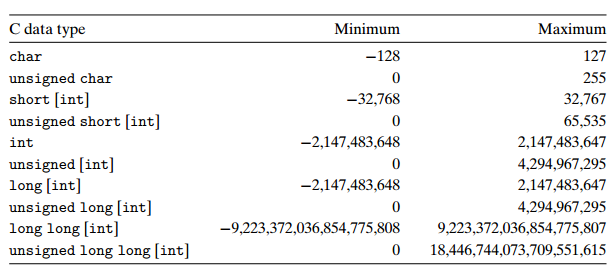 C data type Minimum Maximum
char −128 127
unsigned char 0 255
short [int] −32,768 32,767
unsigned short [int] 0 65,535
int −2,147,483,648 2,147,483,647
unsigned [int] 0 4,294,967,295
long [int] −2,147,483,648 2,147,483,647
unsigned long [int] 0 4,294,967,295
long long [int] −9,223,372,036,854,775,808 9,223,372,036,854,775,807
unsigned long long [int] 0 18,446,744,073,709,551,615